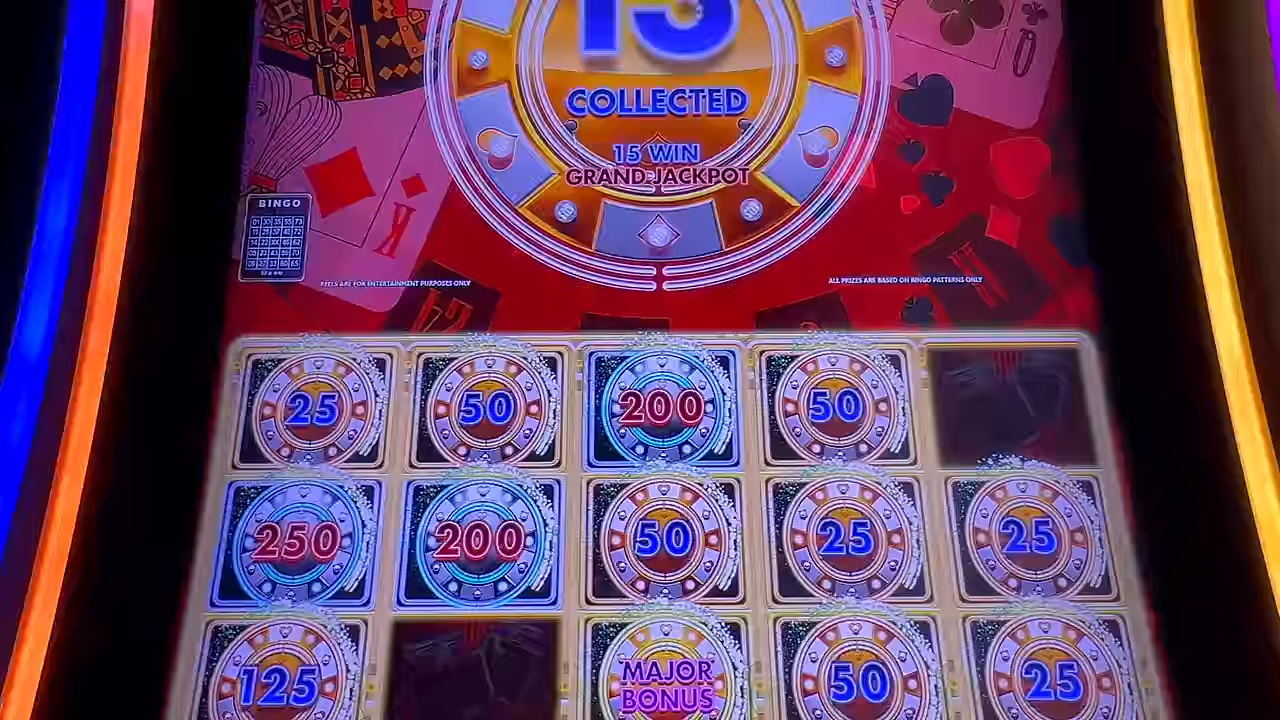 13
COLLECTED
15 WIN
GRAND JACKPOT
BINGO
REELS ARE FOR ENTERTAINMENT PURPOSES ONLY
ALL PRIZES ARE BASED ON BINGO PATTERNS ONLY
25 50 200 50
250 200 50 25 25
125 MAJOR BONUS 50 25